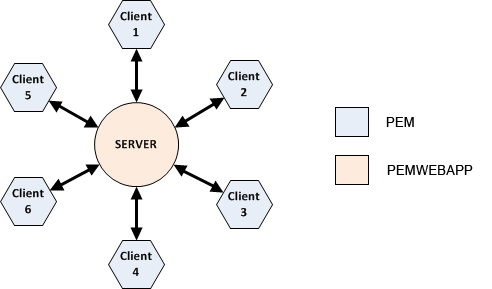 Client
1
Client
2
Client
5
SERVER
Client
6
Client
3
Client
4
PEM
PEMWEBAPP